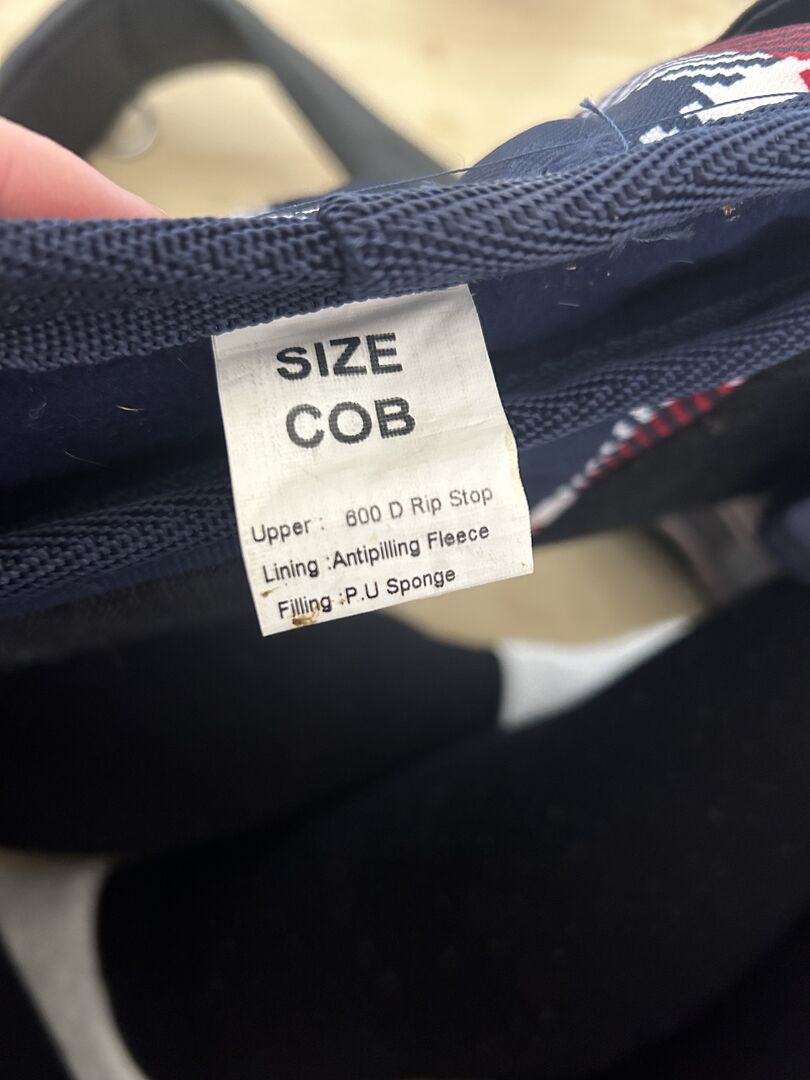 SIZE
COB
Upper : 600 D Rip Stop
Lining :Antipilling Fleece
Filling :P.U Sponge